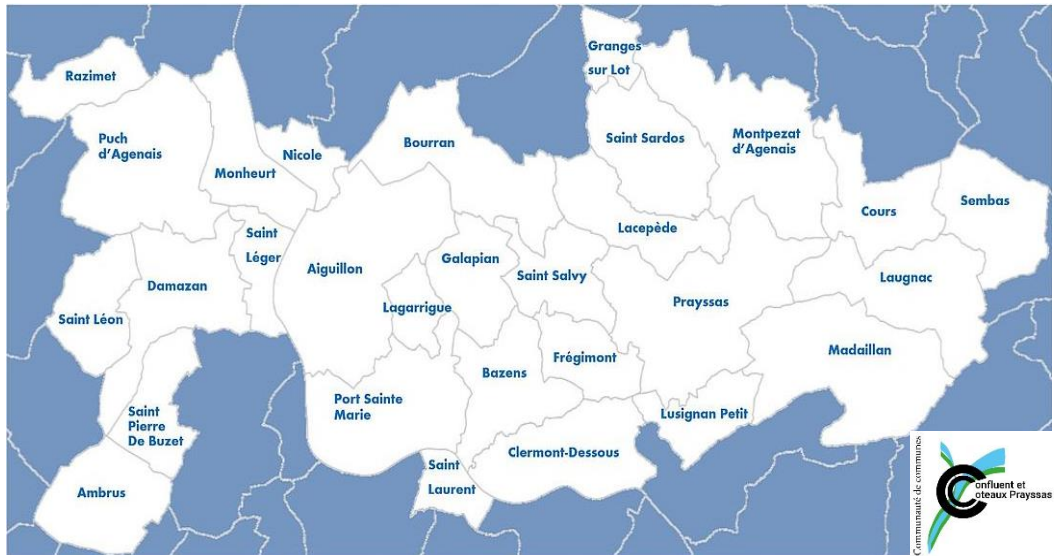 Granges
sur Lot
Razimet
Puch
d'Agenais
Monheurt
Nicole
Bourran
Saint Sardos
Montpezat
d'Agenais
Sembas
Cours
Saint
Léger
Lacepède
Aiguillon
Galapian
Saint Salvy
Laugnac
Damazan
Lagarrigue
Prayssas
Saint Léon
Madaillan
Frégimont
Bazens
Port Sainte
Marie
Saint
Pierre
De Buzet
Lusignan Petit
Clermont-Dessous
Saint
Laurent
Ambrus
Communauté de communes
Confluent et
Coteaux Prayssas